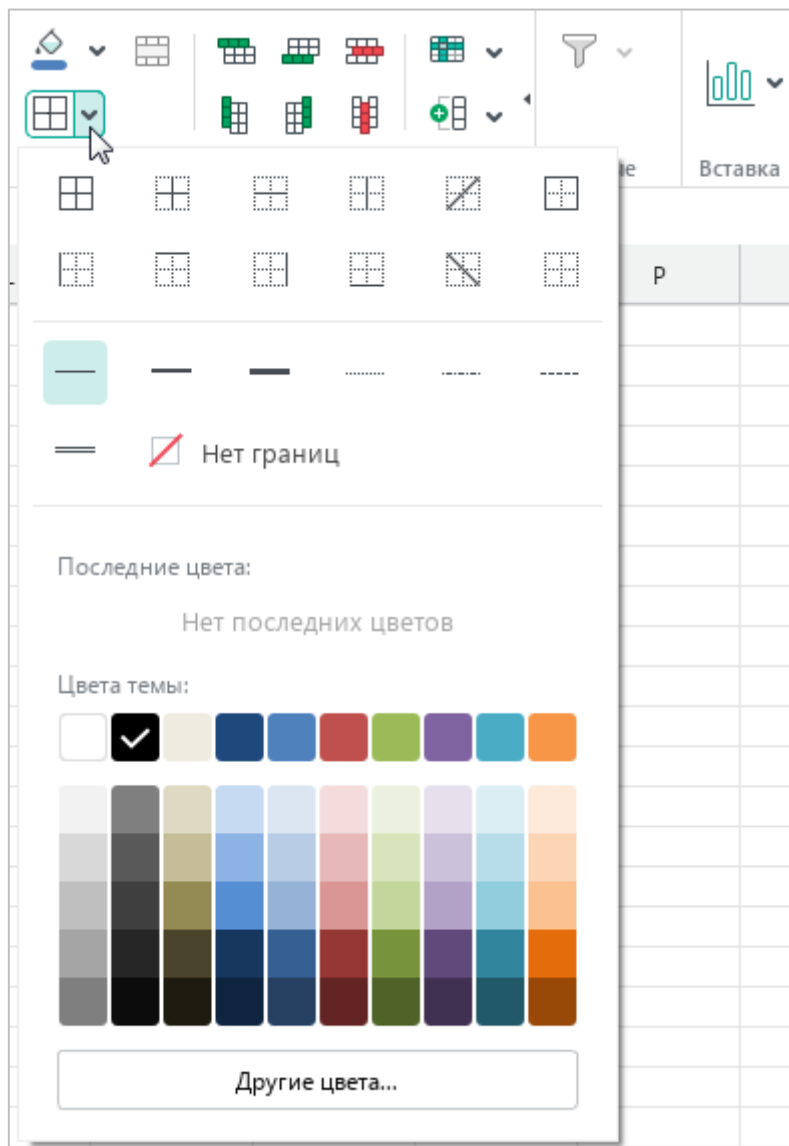 Вставка
P
Нет границ
Последние цвета:
Нет последних цветов
Цвета темы:
Другие цвета...